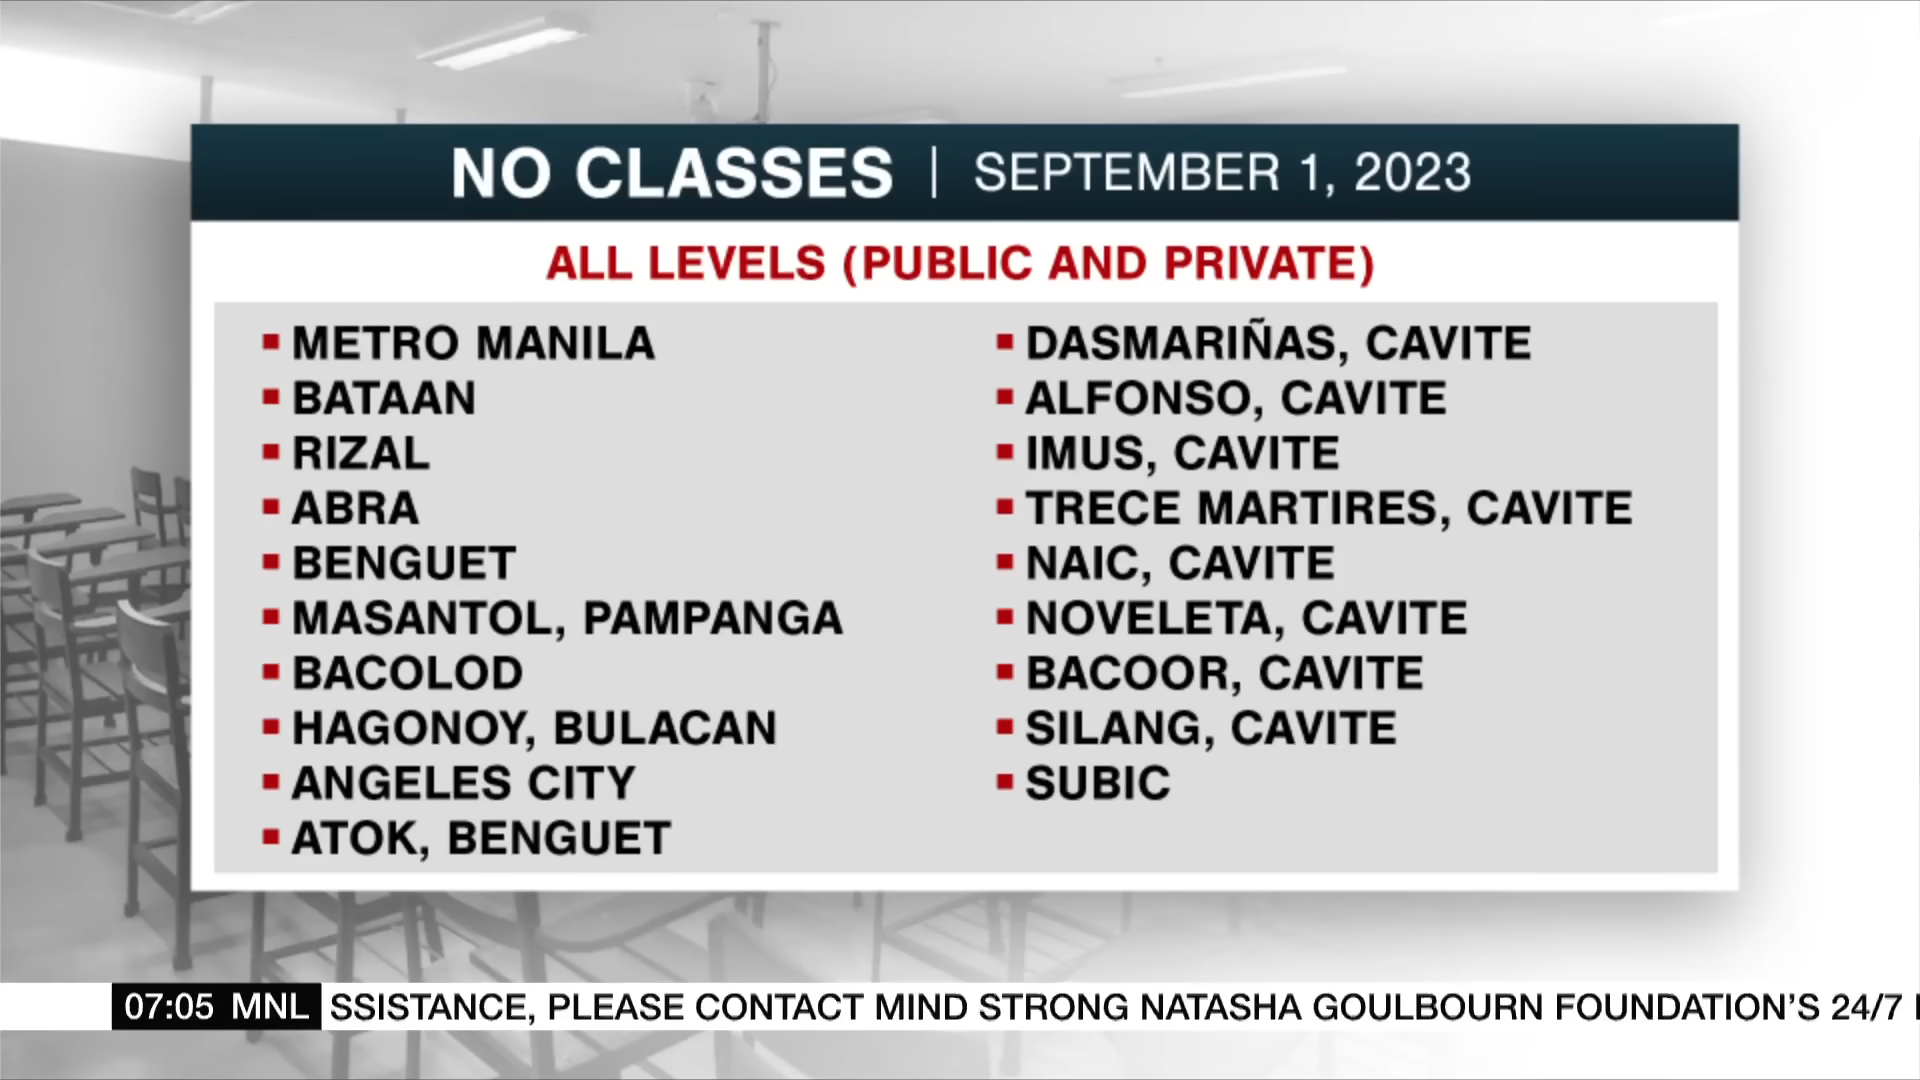 NO CLASSES | SEPTEMBER 1, 2023
ALL LEVELS (PUBLIC AND PRIVATE)
METRO MANILA
BATAAN
RIZAL
ABRA
BENGUET
MASANTOL, PAMPANGA
BACOLOD
HAGONOY, BULACAN
ANGELES CITY
ATOK, BENGUET
DASMARIÑAS, CAVITE
ALFONSO, CAVITE
IMUS, CAVITE
TRECE MARTIRES, CAVITE
NAIC, CAVITE
NOVELETA, CAVITE
BACOOR, CAVITE
SILANG, CAVITE
SUBIC
07:05 MNL SSISTANCE, PLEASE CONTACT MIND STRONG NATASHA GOULBOURN FOUNDATION'S 24/7